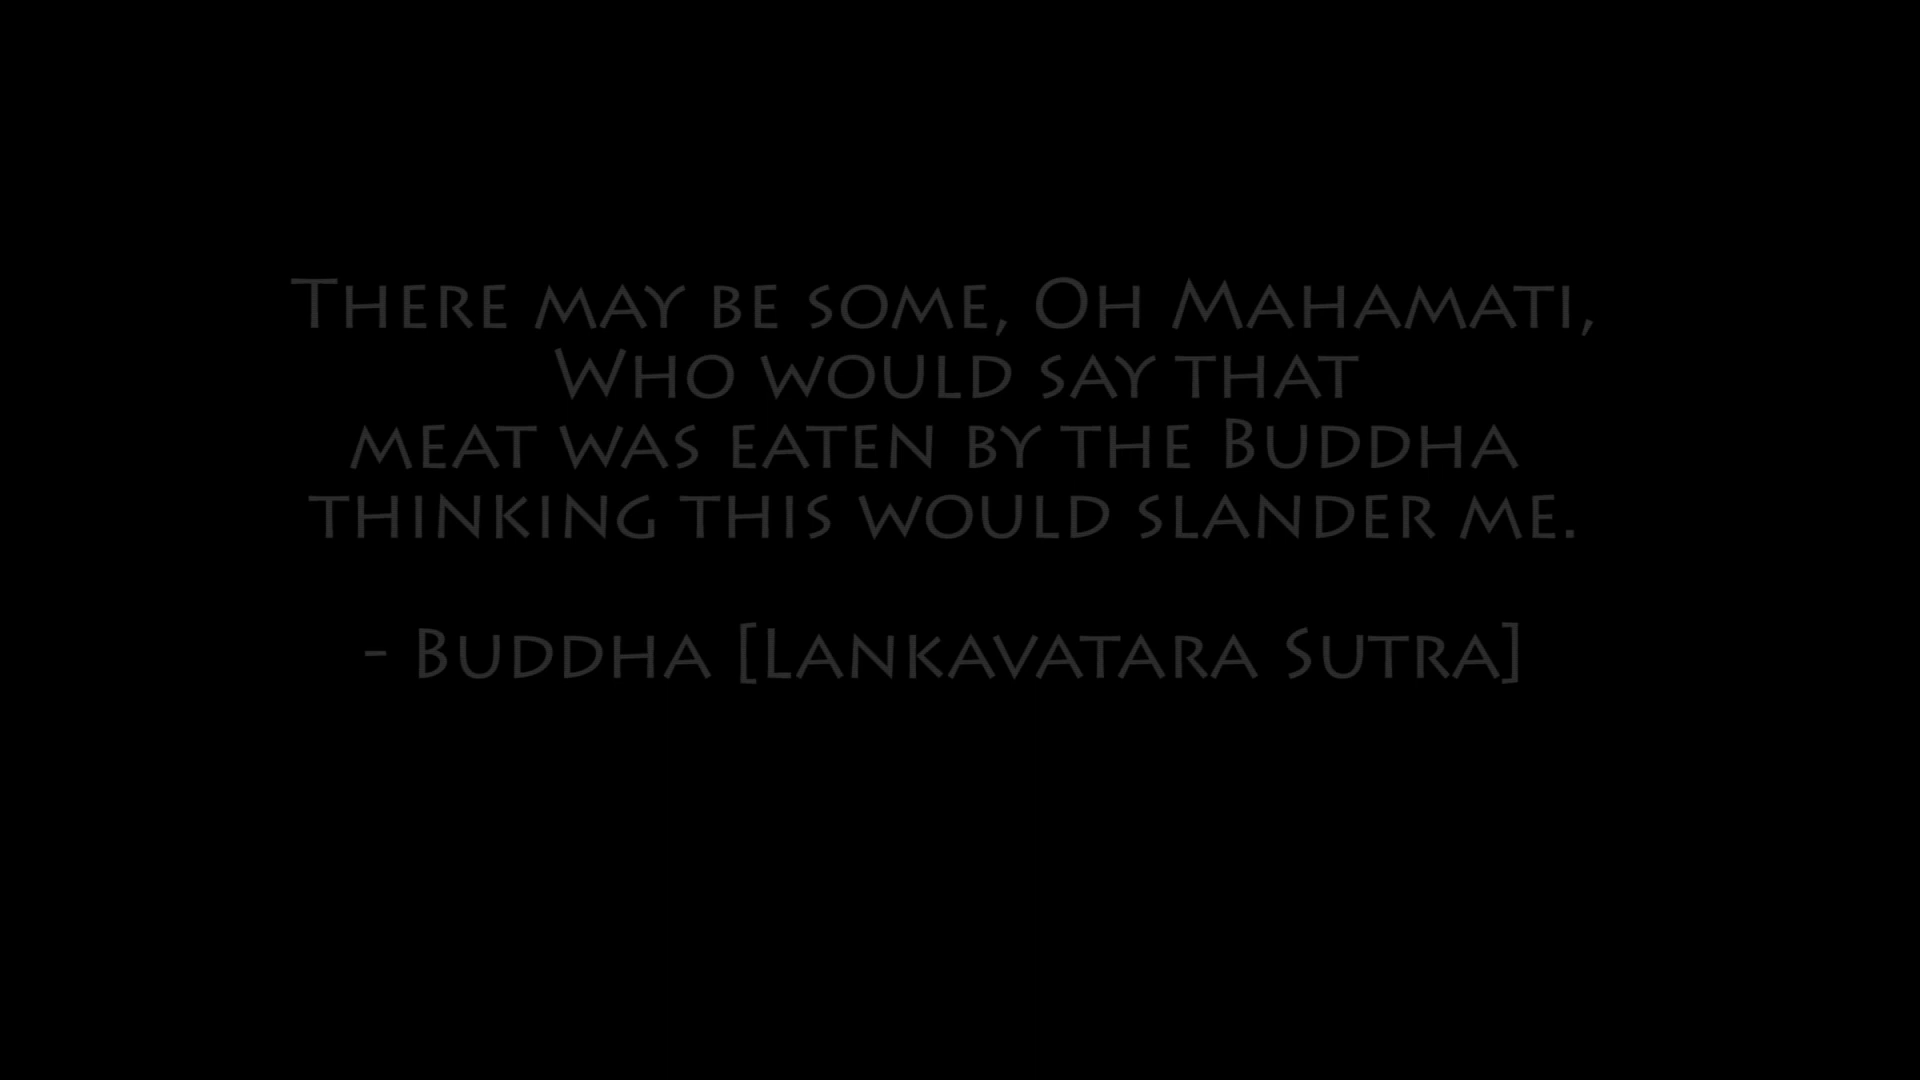 There may be some, Oh Mahamati,
Who would say that
meat was eaten by the Buddha
thinking this would slander me.
- Buddha [Lankavatara Sutra]